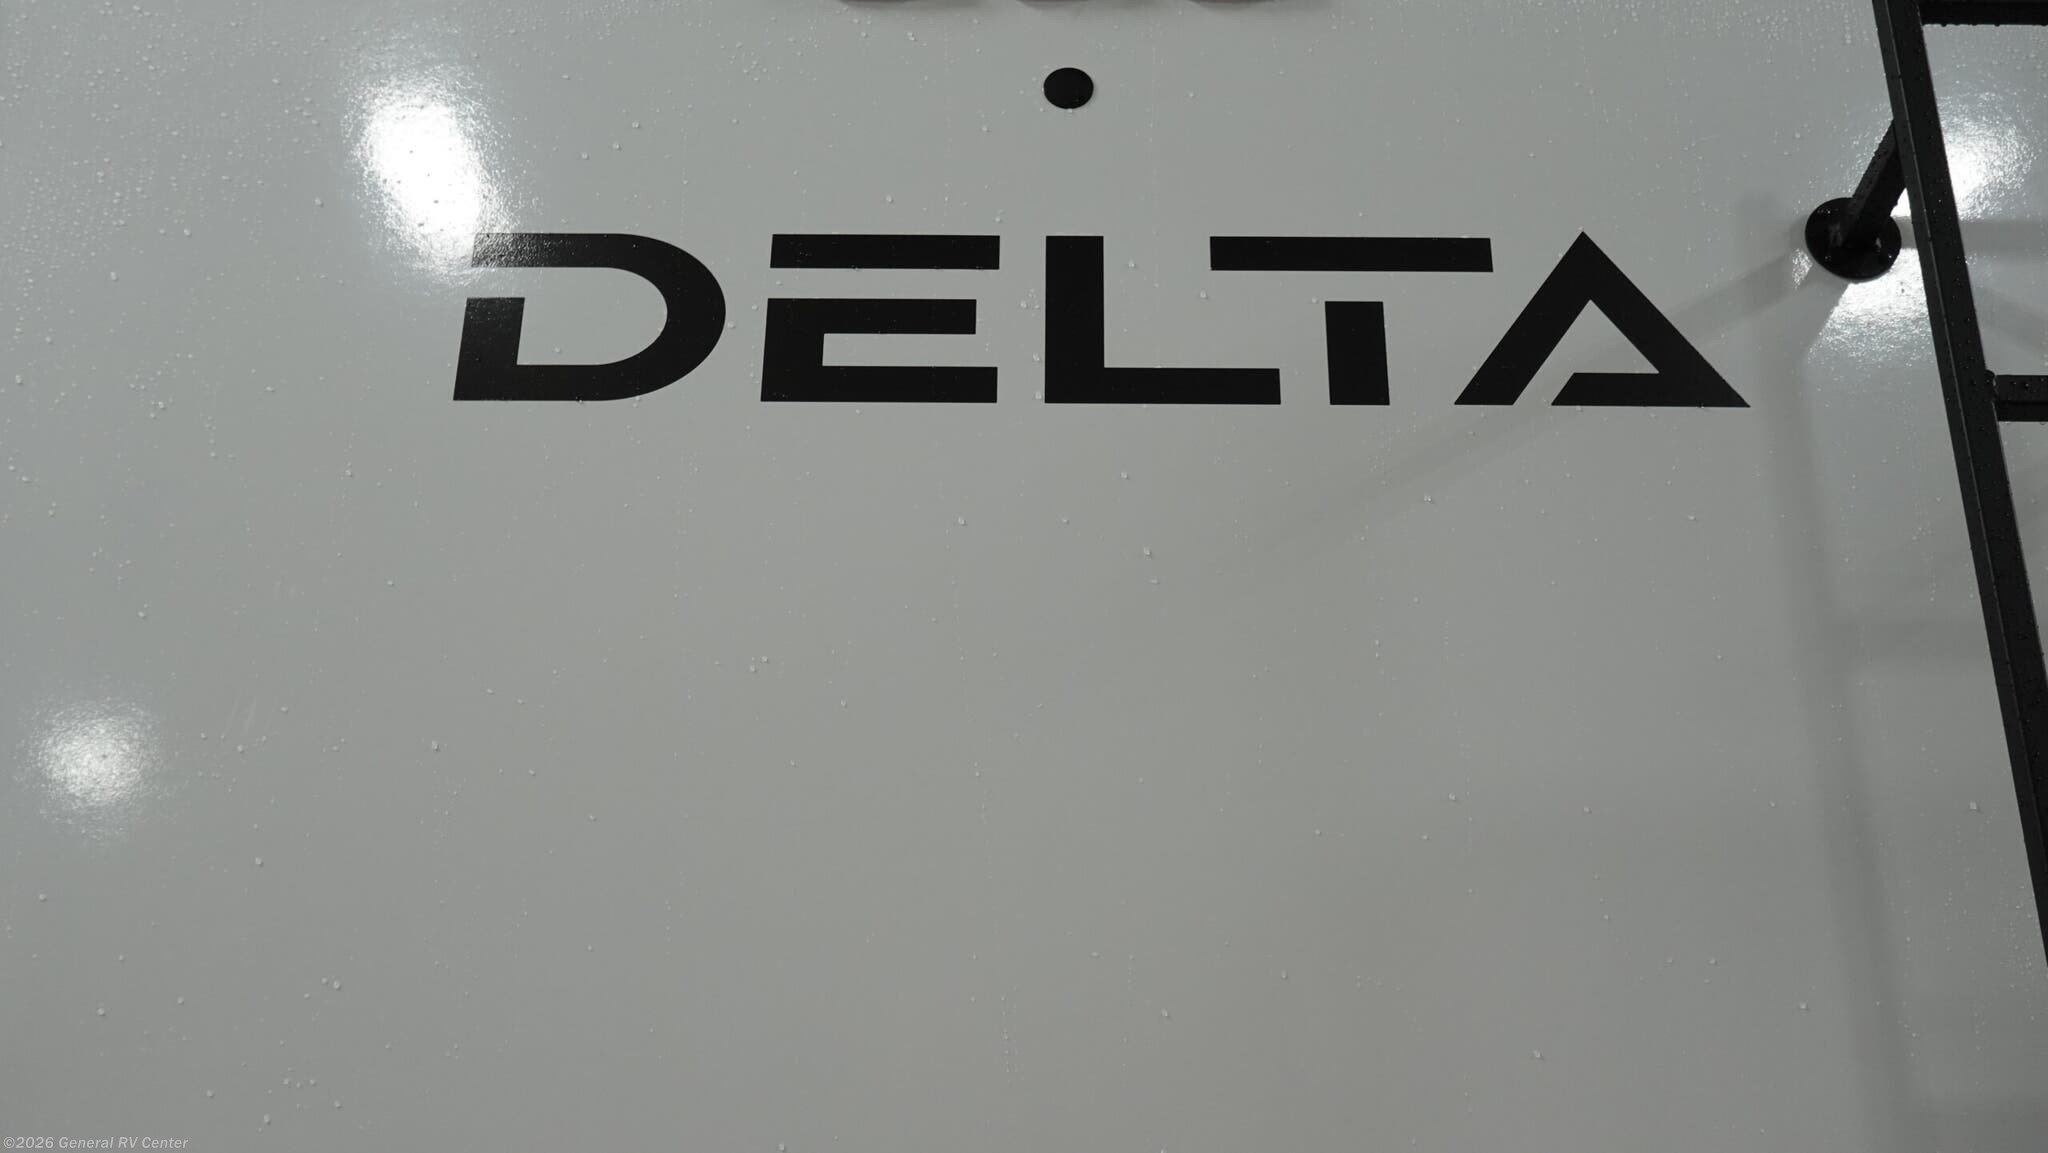 DELTA
©2026 General RV Center